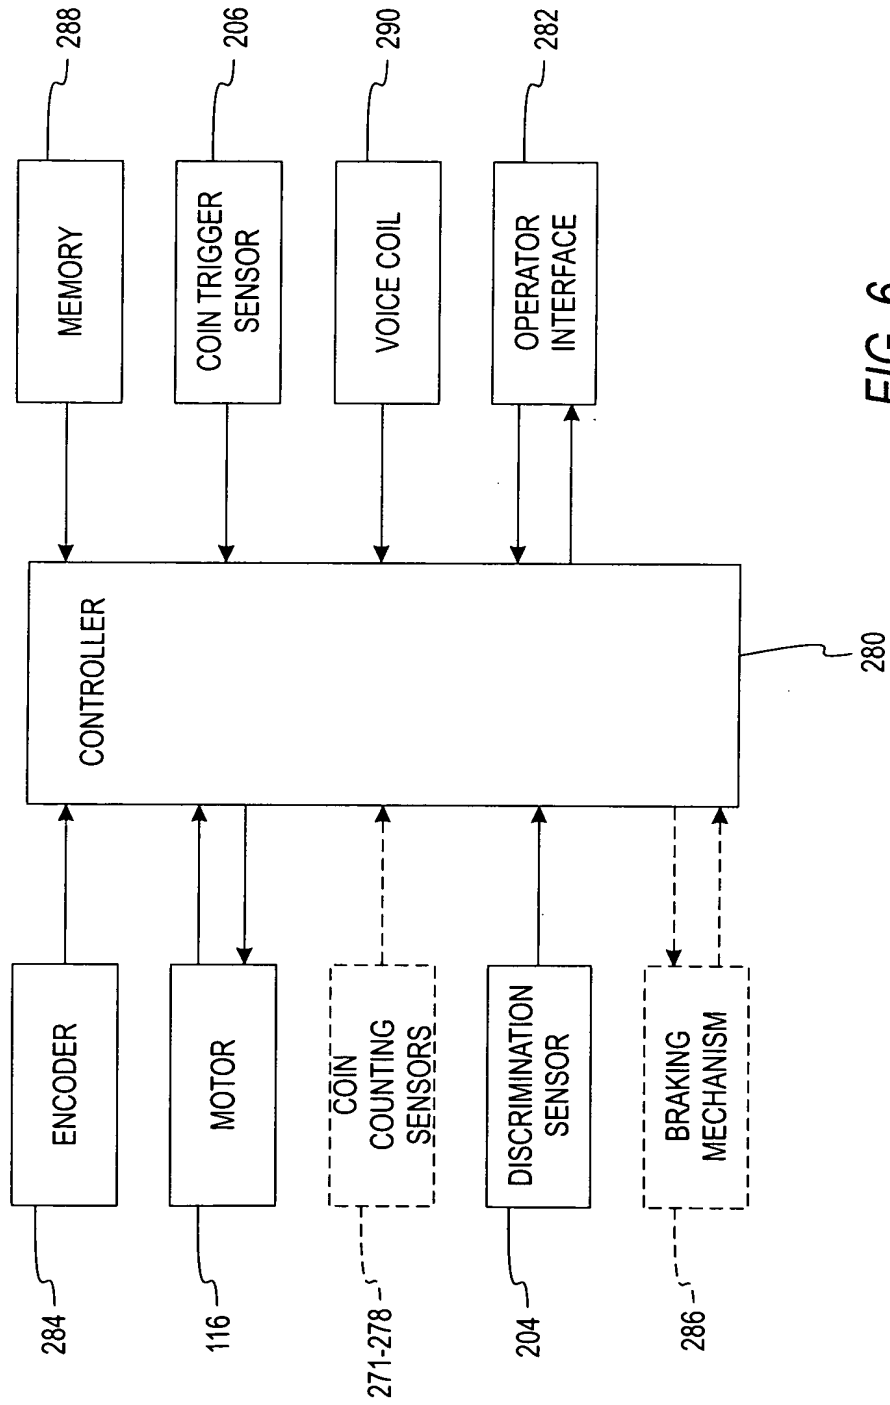 284
ENCODER
116
MOTOR
271-278
COIN
COUNTING
SENSORS
204
DISCRIMINATION
SENSOR
286
BRAKING
MECHANISM
CONTROLLER
280
MEMORY
288
COIN TRIGGER
SENSOR
206
VOICE COIL
290
OPERATOR
INTERFACE
282
FIG. 6